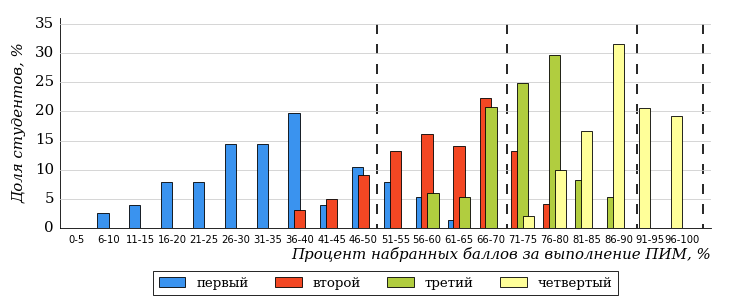 35
30
25
20
15
10
5
0
Доля студентов, %
0-5 6-10 11-15 16-20 21-25 26-30 31-35 36-40 41-45 46-50 51-55 56-60 61-65 66-70 71-75 76-80 81-85 86-90 91-95 96-100
Процент набранных баллов за выполнение ПИМ, %
первый второй третий четвертый